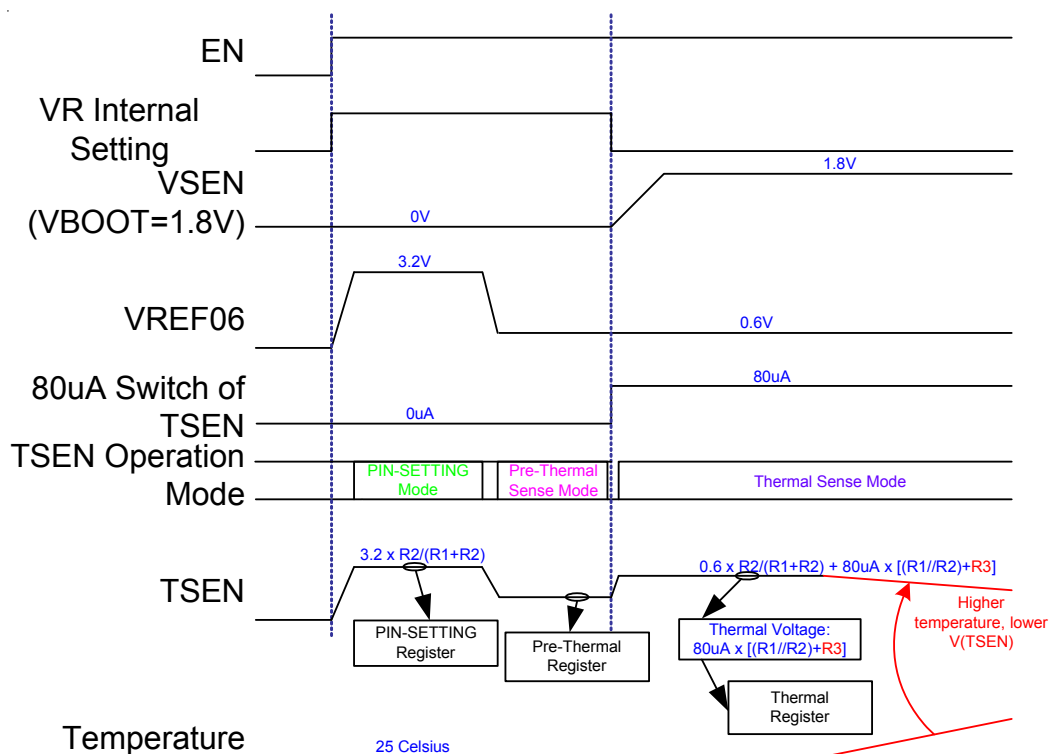 EN
VR Internal
Setting
VSEN
(VBOOT=1.8V)
0V
1.8V
VREF06
3.2V
0.6V
80uA Switch of
TSEN
0uA
80uA
TSEN Operation
Mode
PIN-SETTING
Mode
Pre-Thermal
Sense Mode
Thermal Sense Mode
TSEN
3.2 x R2/(R1+R2)
0.6 x R2/(R1+R2) + 80uA x [(R1//R2)+R3]
PIN-SETTING
Register
Pre-Thermal
Register
Thermal Voltage:
80uA x [(R1//R2)+R3]
Thermal
Register
Higher
temperature, lower
V(TSEN)
Temperature
25 Celsius